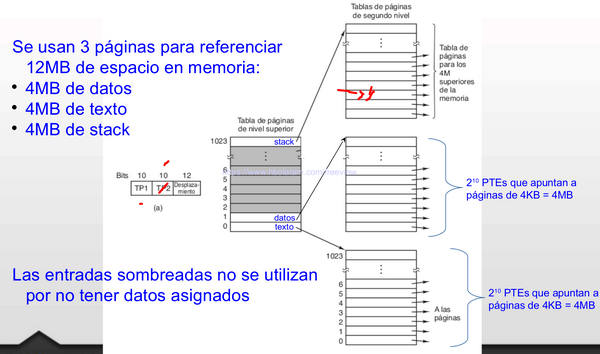 Se usan 3 páginas para referenciar
12MB de espacio en memoria:
• 4MB de datos
• 4MB de texto
• 4MB de stack
Bits 10 10 12
TP1 TP2 Desplaza-
miento
(a)
Las entradas sombreadas no se utilizan
por no tener datos asignados
Tabla de páginas
de nivel superior
1023 stack
6
5
4
3
2
1 datos
0 texto
Tablas de páginas
de segundo nivel
Tabla de
páginas
para los
4M
superiores
de la
memoria
2¹⁰ PTEs que apuntan a
páginas de 4KB = 4MB
1023
6
5
4
3
2
1
0
A las
páginas
2¹⁰ PTEs que apuntan a
páginas de 4KB = 4MB